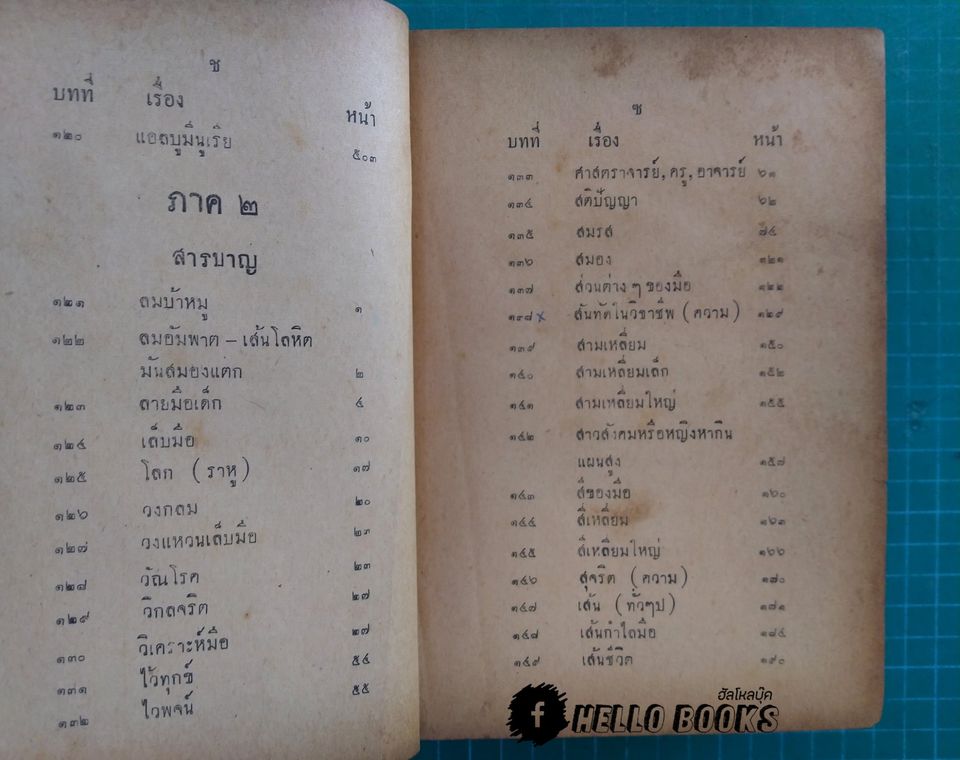 ช
บทที่ เรื่อง หน้า
๑๒๐ แอลบูมีนูเรีย ๕๐๓
ภาค ๒
สารบาญ
๑๒๑ ลมบ้าหมู ๑
๑๒๒ ลมอัมพาต – เส้นโลหิต
มันสมองแตก ๒
๑๒๓ ลายมือเด็ก ๔
๑๒๔ เล็บมือ ๑๐
๑๒๕ โลก (ราหู) ๑๗
๑๒๖ วงกลม ๒๐
๑๒๗ วงแหวนเล็บมือ ๒๓
๑๒๘ วัณโรค ๒๓
๑๒๙ วิกลจริต ๒๗
๑๓๐ วิเคราะห์มือ ๒๗
๑๓๑ ไว้ทุกข์ ๕๔
๑๓๒ ไวพจน์ ๕๕
ซ
บทที่ เรื่อง หน้า
๑๓๓ ศาสตราจารย์, ครู, อาจารย์ ๖๑
๑๓๔ สติปัญญา ๖๒
๑๓๕ สมรส ๗๔
๑๓๖ สมอง ๑๒๑
๑๓๗ ส่วนต่าง ๆ ของมือ ๑๒๒
๑๓๘ x สันทัดในวิชาชีพ (ความ) ๑๒๙
๑๓๙ สามเหลี่ยม ๑๕๐
๑๔๐ สามเหลี่ยมเล็ก ๑๕๒
๑๔๑ สามเหลี่ยมใหญ่ ๑๕๕
๑๔๒ สาวสังคมหรือหญิงหากิน
แผนสูง ๑๕๗
๑๔๓ สีของมือ ๑๖๐
๑๔๔ สี่เหลี่ยม ๑๖๓
๑๔๕ สี่เหลี่ยมใหญ่ ๑๖๖
๑๔๖ สุจริต (ความ) ๑๘๐
๑๔๗ เส้น (ทั่วๆป) ๑๘๑
๑๔๘ เส้นกำไลมือ ๑๘๔
๑๔๙ เส้นชีวิต ๑๙๐
ฮัลโหลบุ๊ค
f HELLO BOOKS